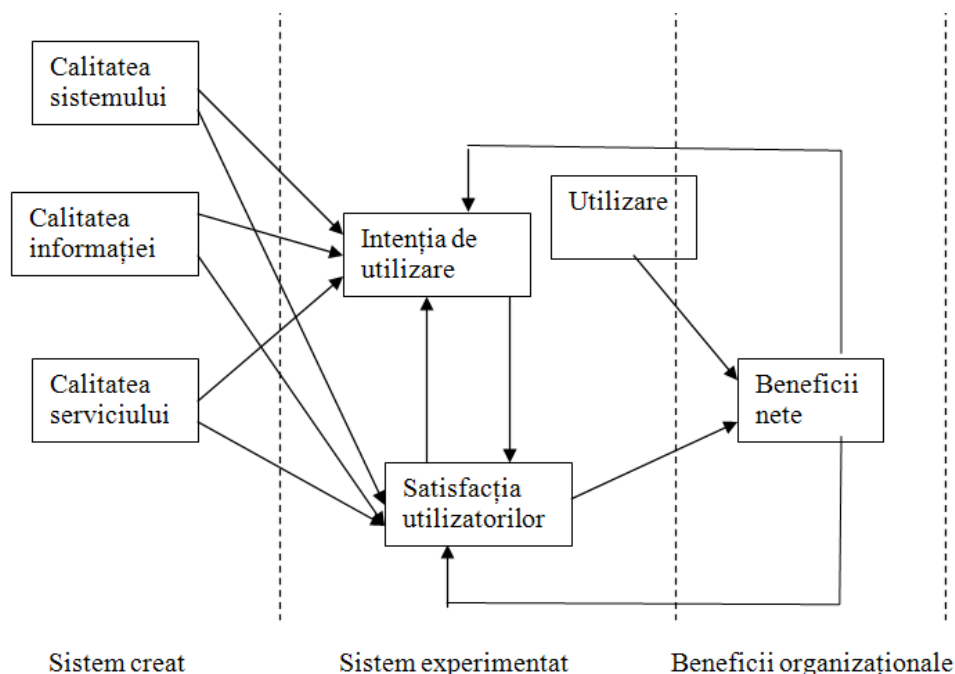 Calitatea
sistemului
Calitatea
informației
Calitatea
serviciului
Intenția de
utilizare
Utilizare
Satisfacția
utilizatorilor
Beneficii
nete
Sistem creat
Sistem experimentat
Beneficii organizaționale